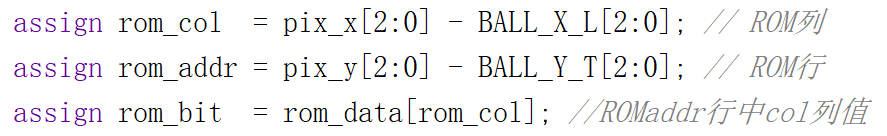 assign rom_col  = pix_x[2:0] - BALL_X_L[2:0]; // ROM列
assign rom_addr = pix_y[2:0] - BALL_Y_T[2:0]; // ROM行
assign rom_bit  = rom_data[rom_col]; //ROMaddr行中col列值